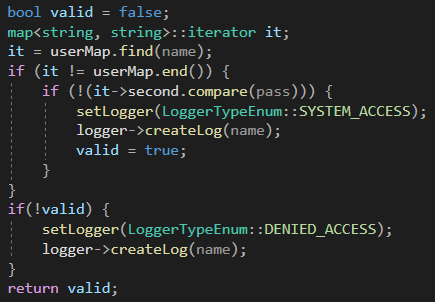 bool valid = false;
map<string, string>::iterator it;
it = userMap.find(name);
if (it != userMap.end()) {
    if (!(it->second.compare(pass))) {
        setLogger(LoggerTypeEnum::SYSTEM_ACCESS);
        logger->createLog(name);
        valid = true;
    }
}
if(!valid) {
    setLogger(LoggerTypeEnum::DENIED_ACCESS);
    logger->createLog(name);
}
return valid;